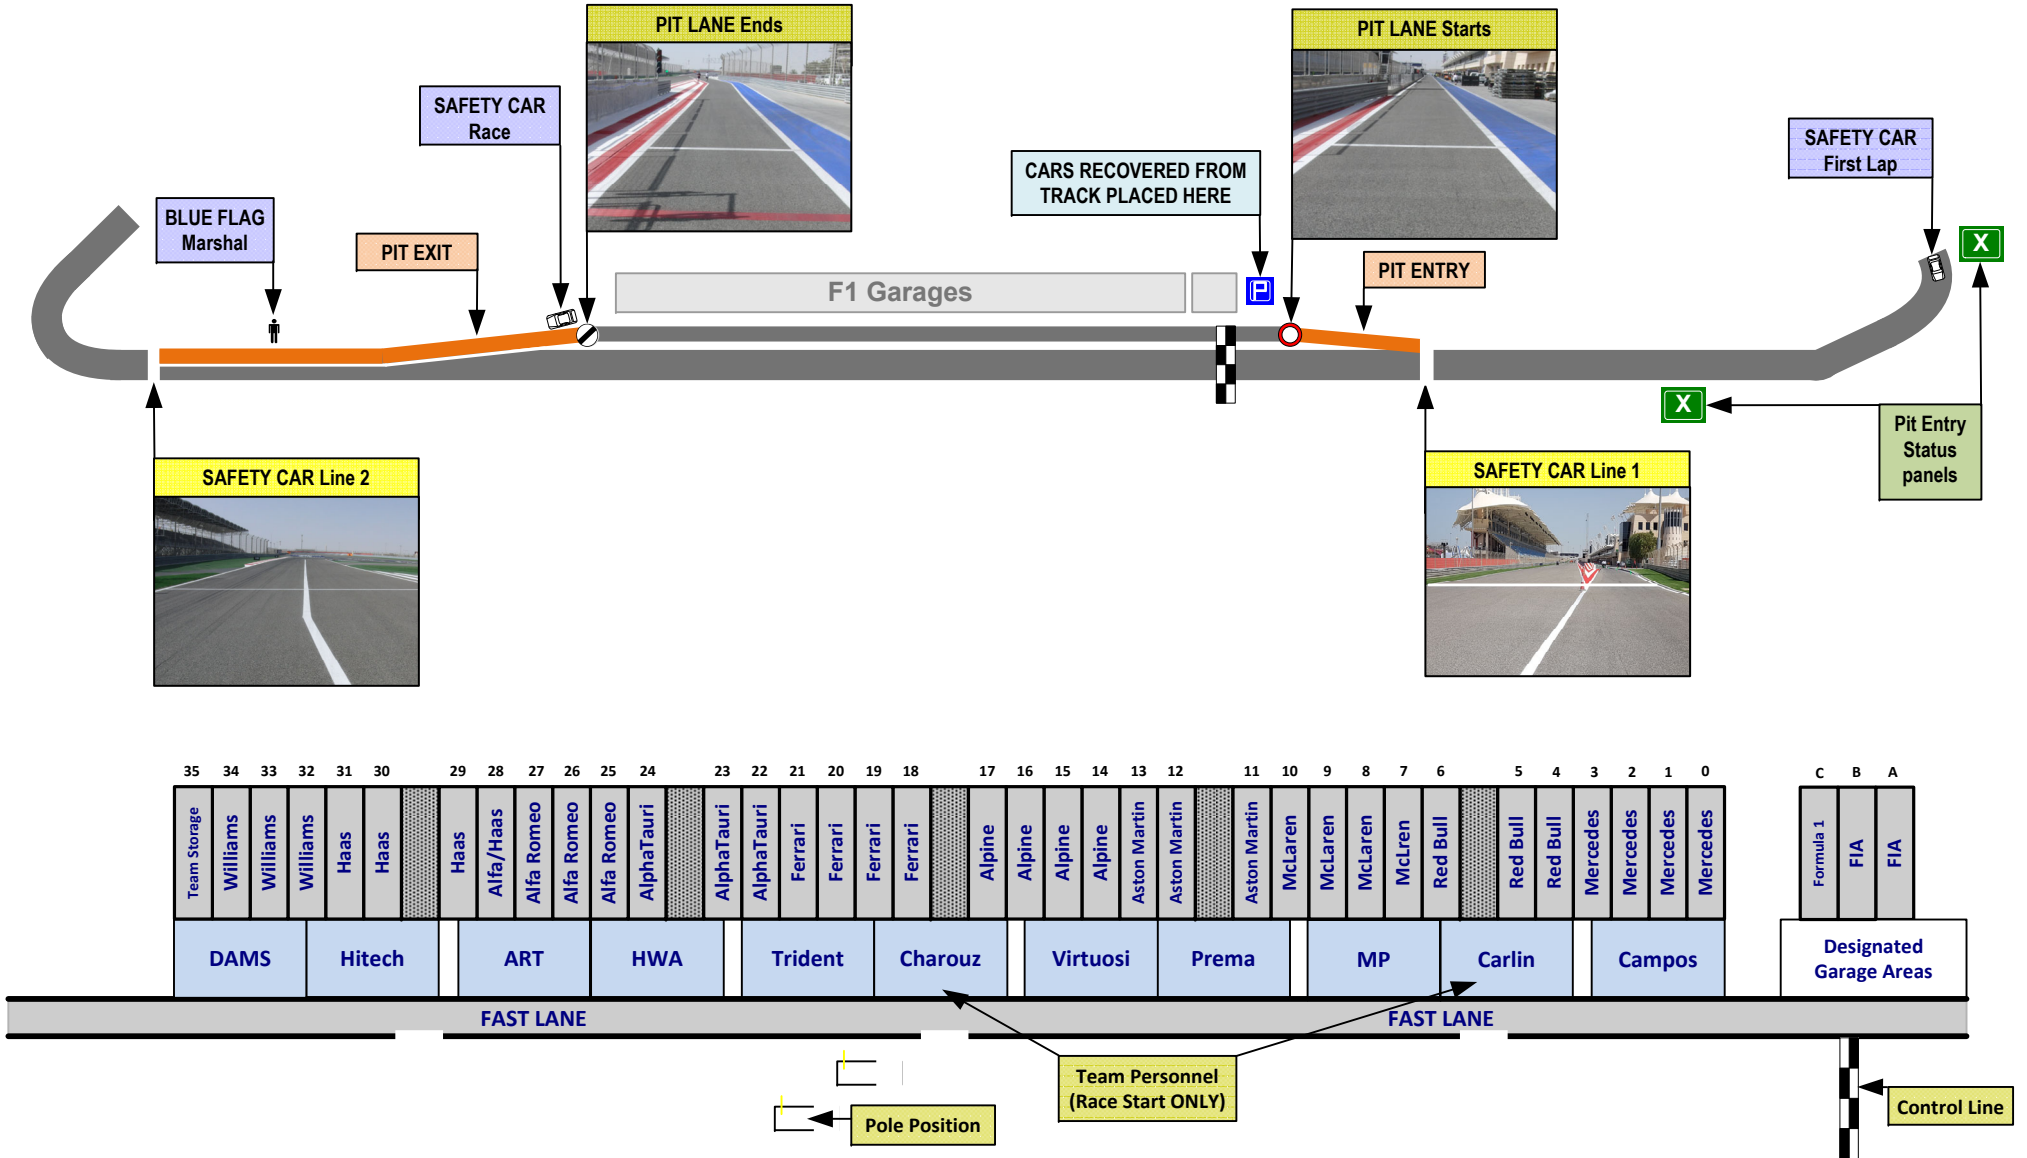 PIT LANE Ends
PIT LANE Starts
SAFETY CAR
Race
SAFETY CAR
First Lap
CARS RECOVERED FROM
TRACK PLACED HERE
BLUE FLAG
Marshal
PIT EXIT
PIT ENTRY
X
F1 Garages
P
X
Pit Entry
Status
panels
SAFETY CAR Line 2
SAFETY CAR Line 1
35 34 33 32 31 30 29 28 27 26 25 24 23 22 21 20 19 18 17 16 15 14 13 12 11 10 9 8 7 6 5 4 3 2 1 0 C B A
Team Storage
Williams
Williams
Williams
Haas
Haas
Haas
Alfa/Haas
Alfa Romeo
Alfa Romeo
Alfa Romeo
AlphaTauri
AlphaTauri
AlphaTauri
Ferrari
Ferrari
Ferrari
Ferrari
Alpine
Alpine
Alpine
Alpine
Aston Martin
Aston Martin
Aston Martin
McLaren
McLaren
McLaren
McLren
Red Bull
Red Bull
Red Bull
Mercedes
Mercedes
Mercedes
Mercedes
Formula 1
FIA
FIA
DAMS Hitech ART HWA Trident Charouz Virtuosi Prema MP Carlin Campos
Designated
Garage Areas
FAST LANE FAST LANE
Team Personnel
(Race Start ONLY)
Pole Position
Control Line